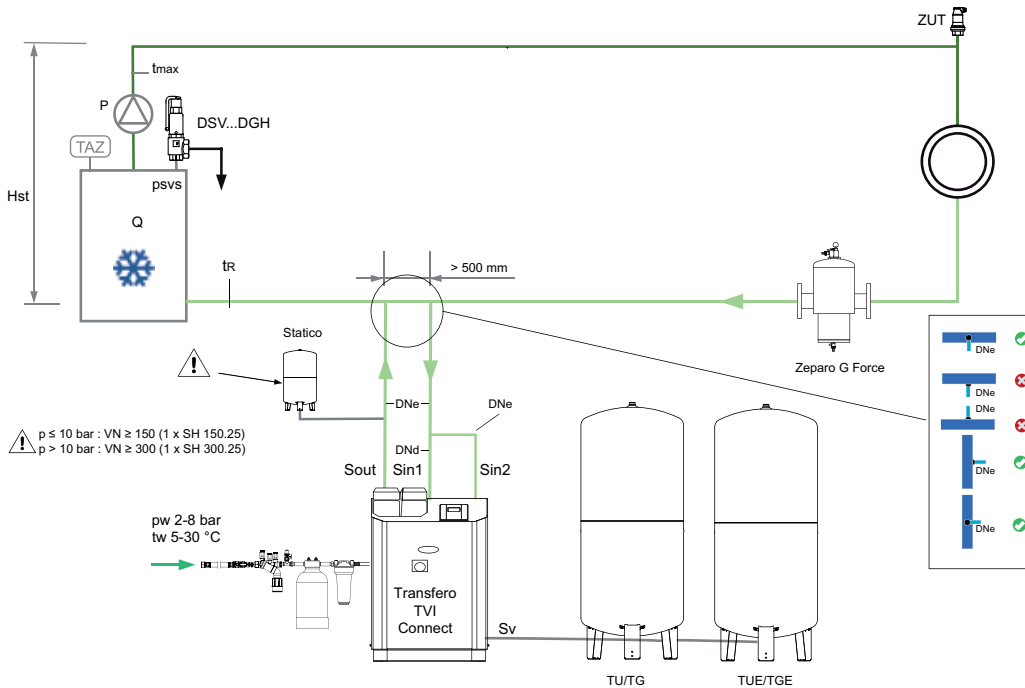 ZUT
tmax
P
DSV...DGH
TAZ
psvs
Hst
Q
tR
> 500 mm
Statico
Zeparo G Force
DNe
DNe
DNe
DNe
DNe
DNe
DNe
DNd
! p ≤ 10 bar : VN ≥ 150 (1 x SH 150.25)
p > 10 bar : VN ≥ 300 (1 x SH 300.25)
!
Sout
Sin1
Sin2
pw 2-8 bar
tw 5-30 °C
Transfero
TVI
Connect
Sv
TU/TG
TUE/TGE